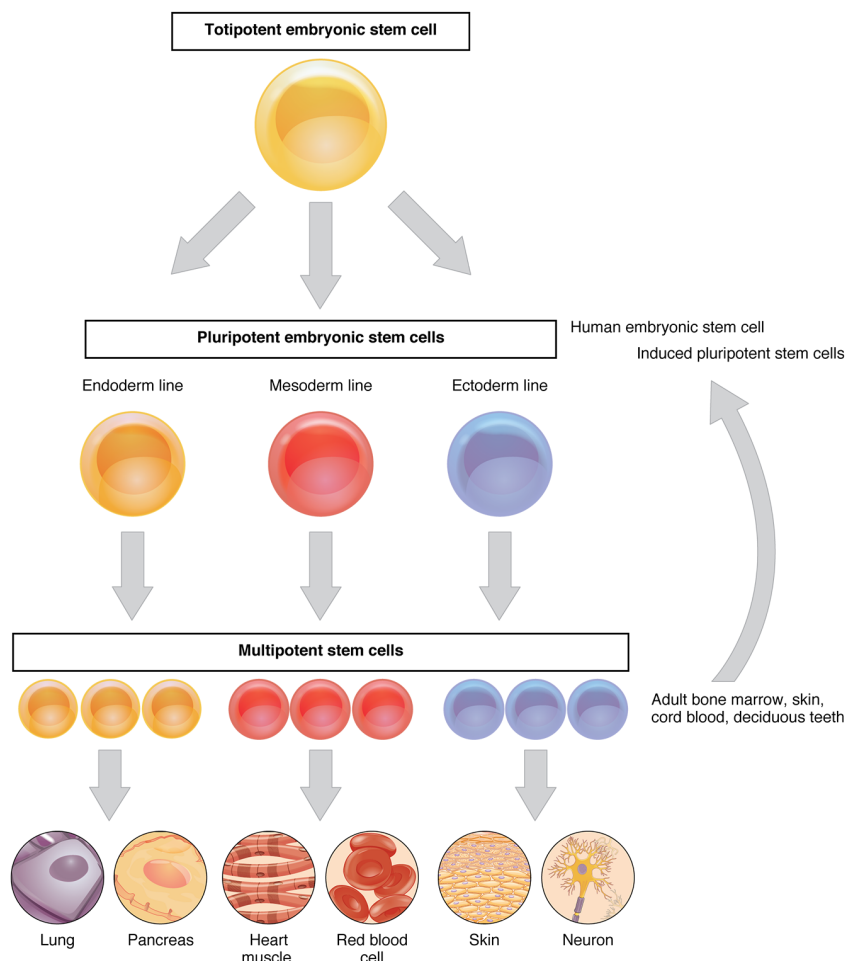 Totipotent embryonic stem cell
Pluripotent embryonic stem cells
Human embryonic stem cell
Induced pluripotent stem cells
Endoderm line
Mesoderm line
Ectoderm line
Multipotent stem cells
Adult bone marrow, skin,
cord blood, deciduous teeth
Lung
Pancreas
Heart
muscle
Red blood
cell
Skin
Neuron